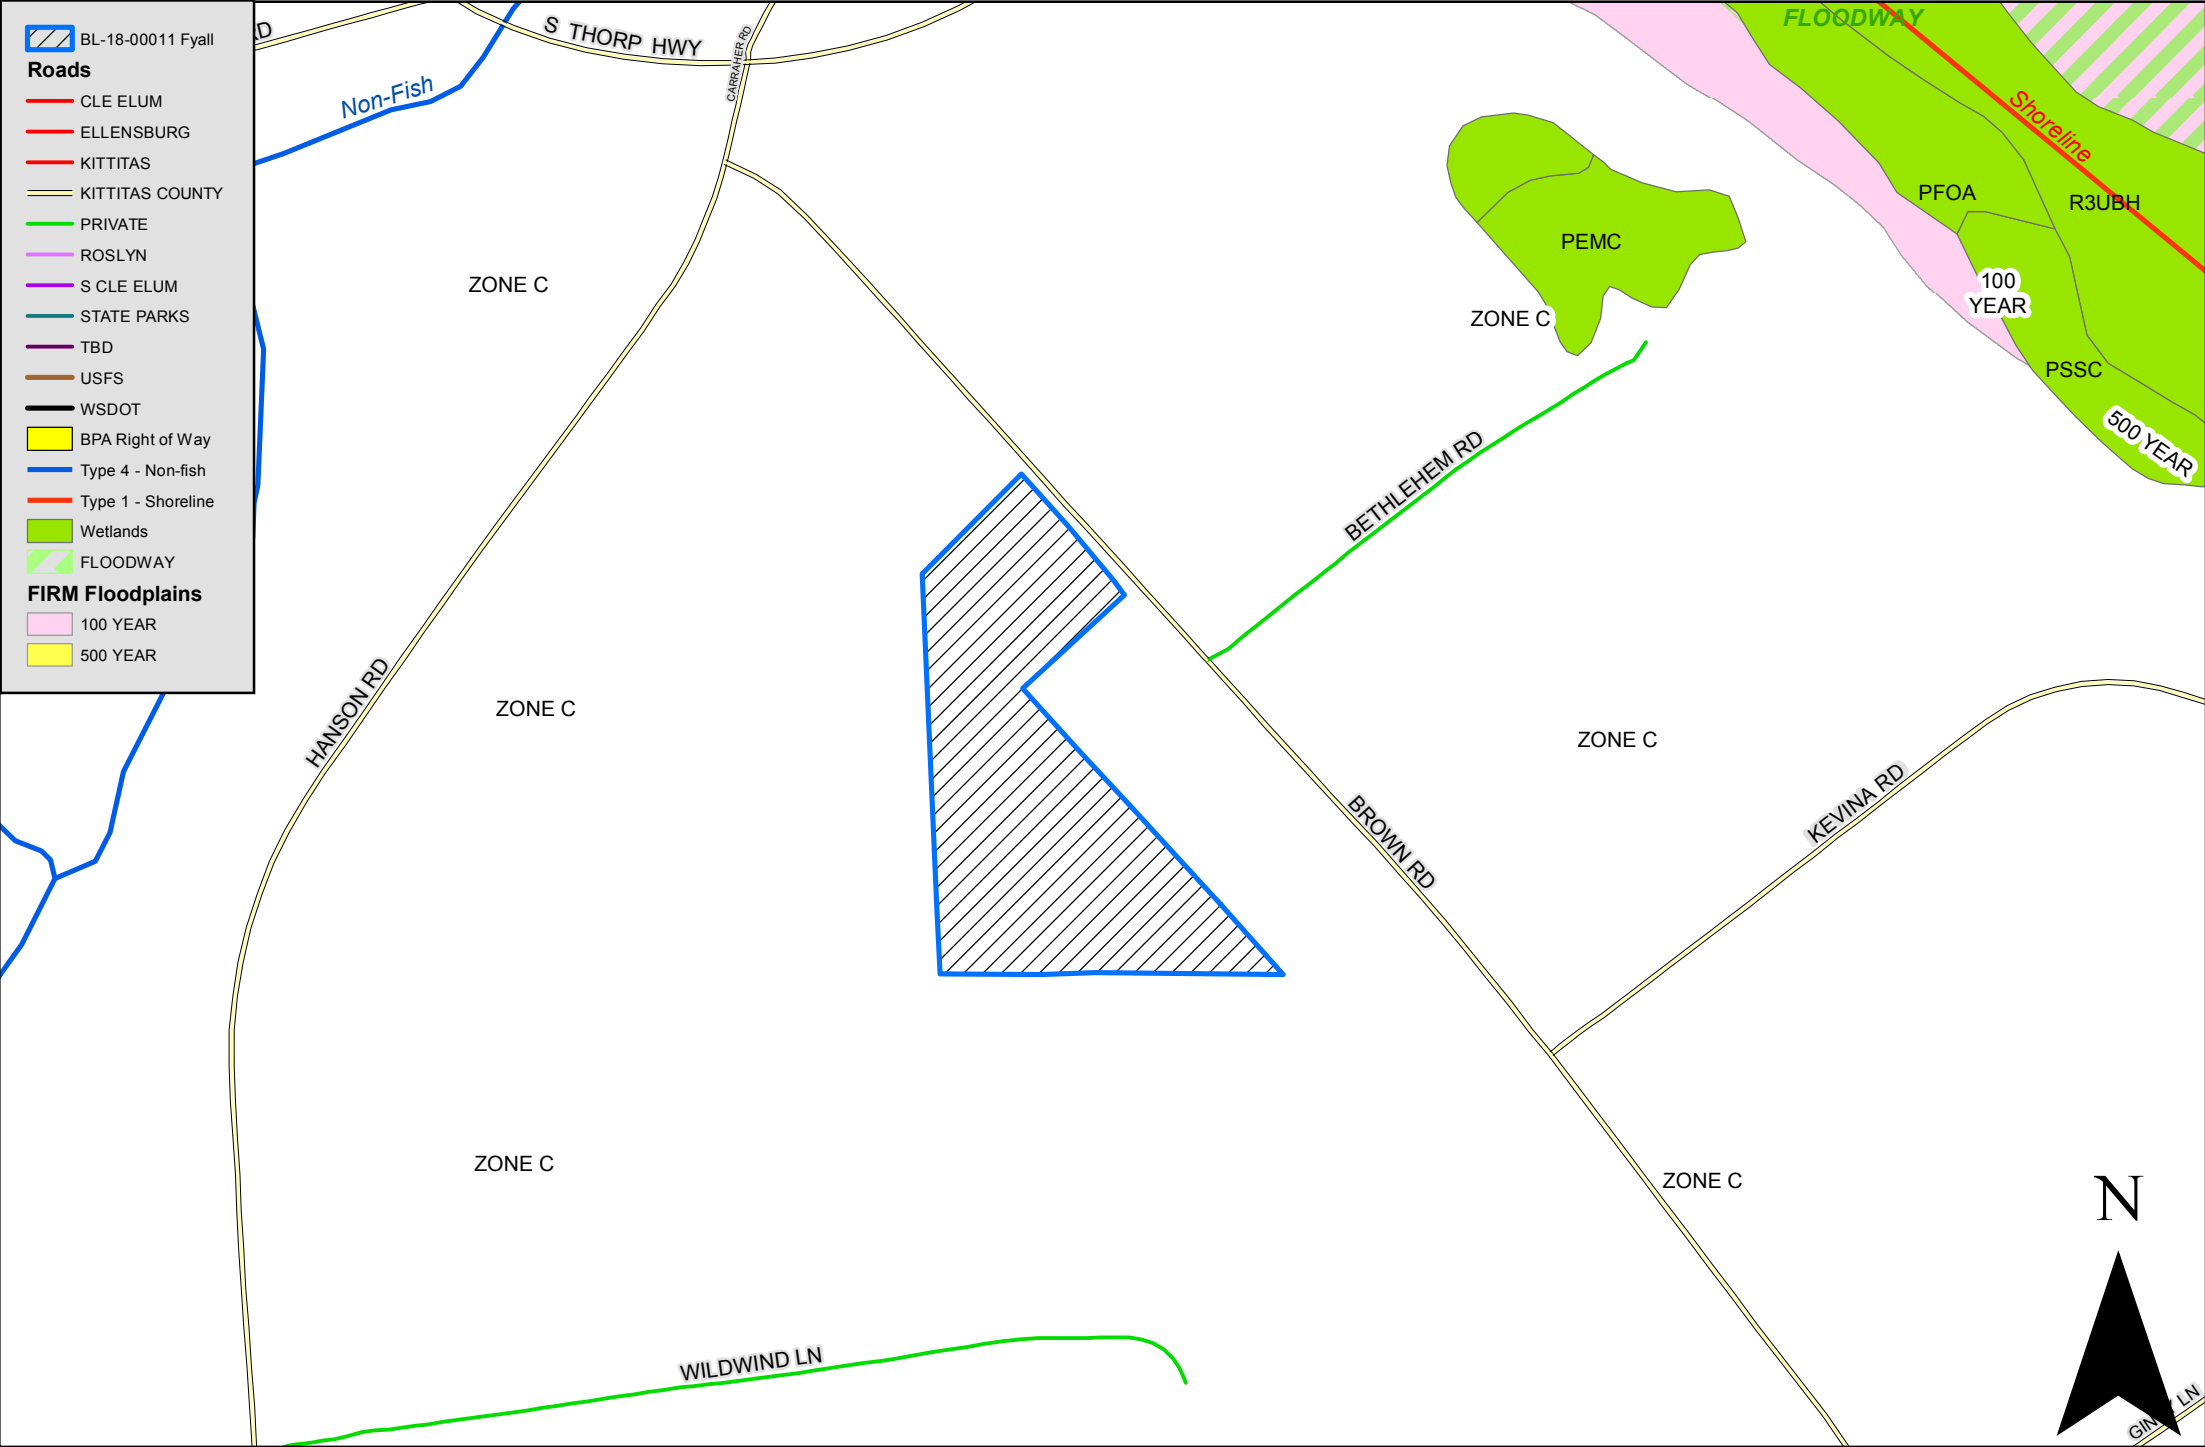 BL-18-00011 Fyall
Roads
CLE ELUM
ELLENSBURG
KITTITAS
KITTITAS COUNTY
PRIVATE
ROSLYN
S CLE ELUM
STATE PARKS
TBD
USFS
WSDOT
BPA Right of Way
Type 4 - Non-fish
Type 1 - Shoreline
Wetlands
FLOODWAY
FIRM Floodplains
100 YEAR
500 YEAR
RD
Non-Fish
S THORP HWY
CARRAHER RD
FLOODWAY
Shoreline
PFOA
R3UBH
PEMC
100
YEAR
PSSC
500 YEAR
ZONE C
ZONE C
BETHLEHEM RD
HANSON RD
ZONE C
ZONE C
KEVINA RD
BROWN RD
ZONE C
ZONE C
N
WILDWIND LN
LN